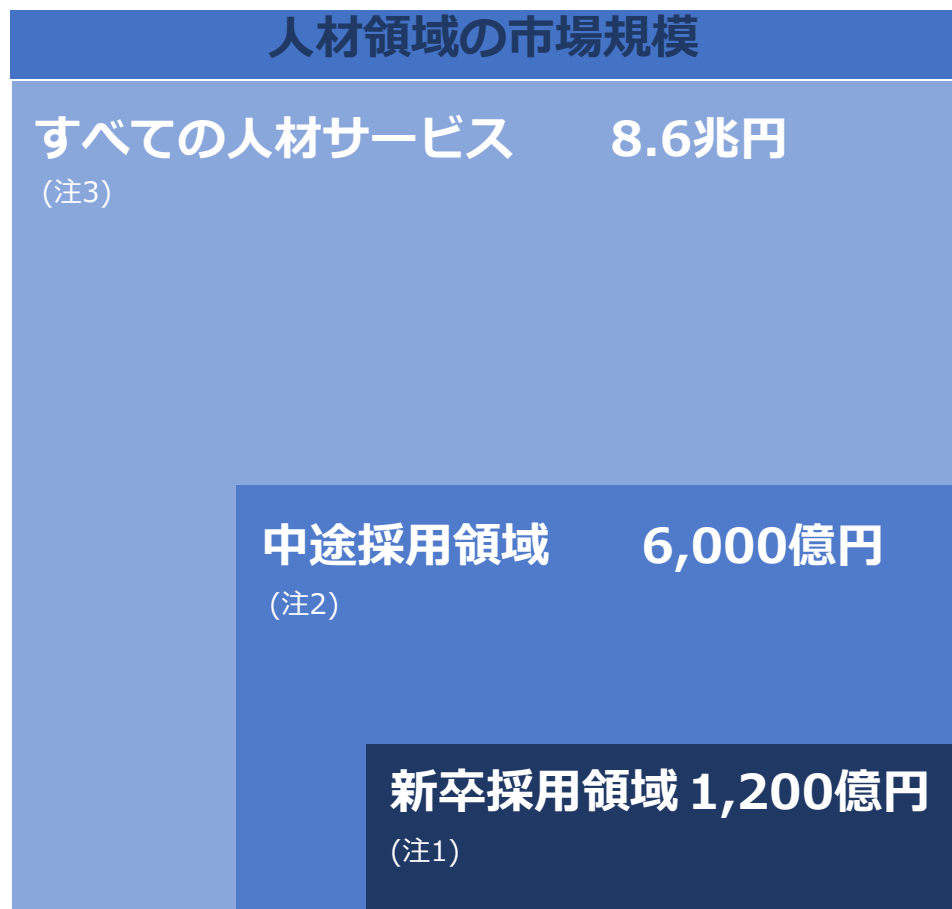 人材領域の市場規模
すべての人材サービス 8.6兆円
(注3)
中途採用領域 6,000億円
(注2)
新卒採用領域 1,200億円
(注1)